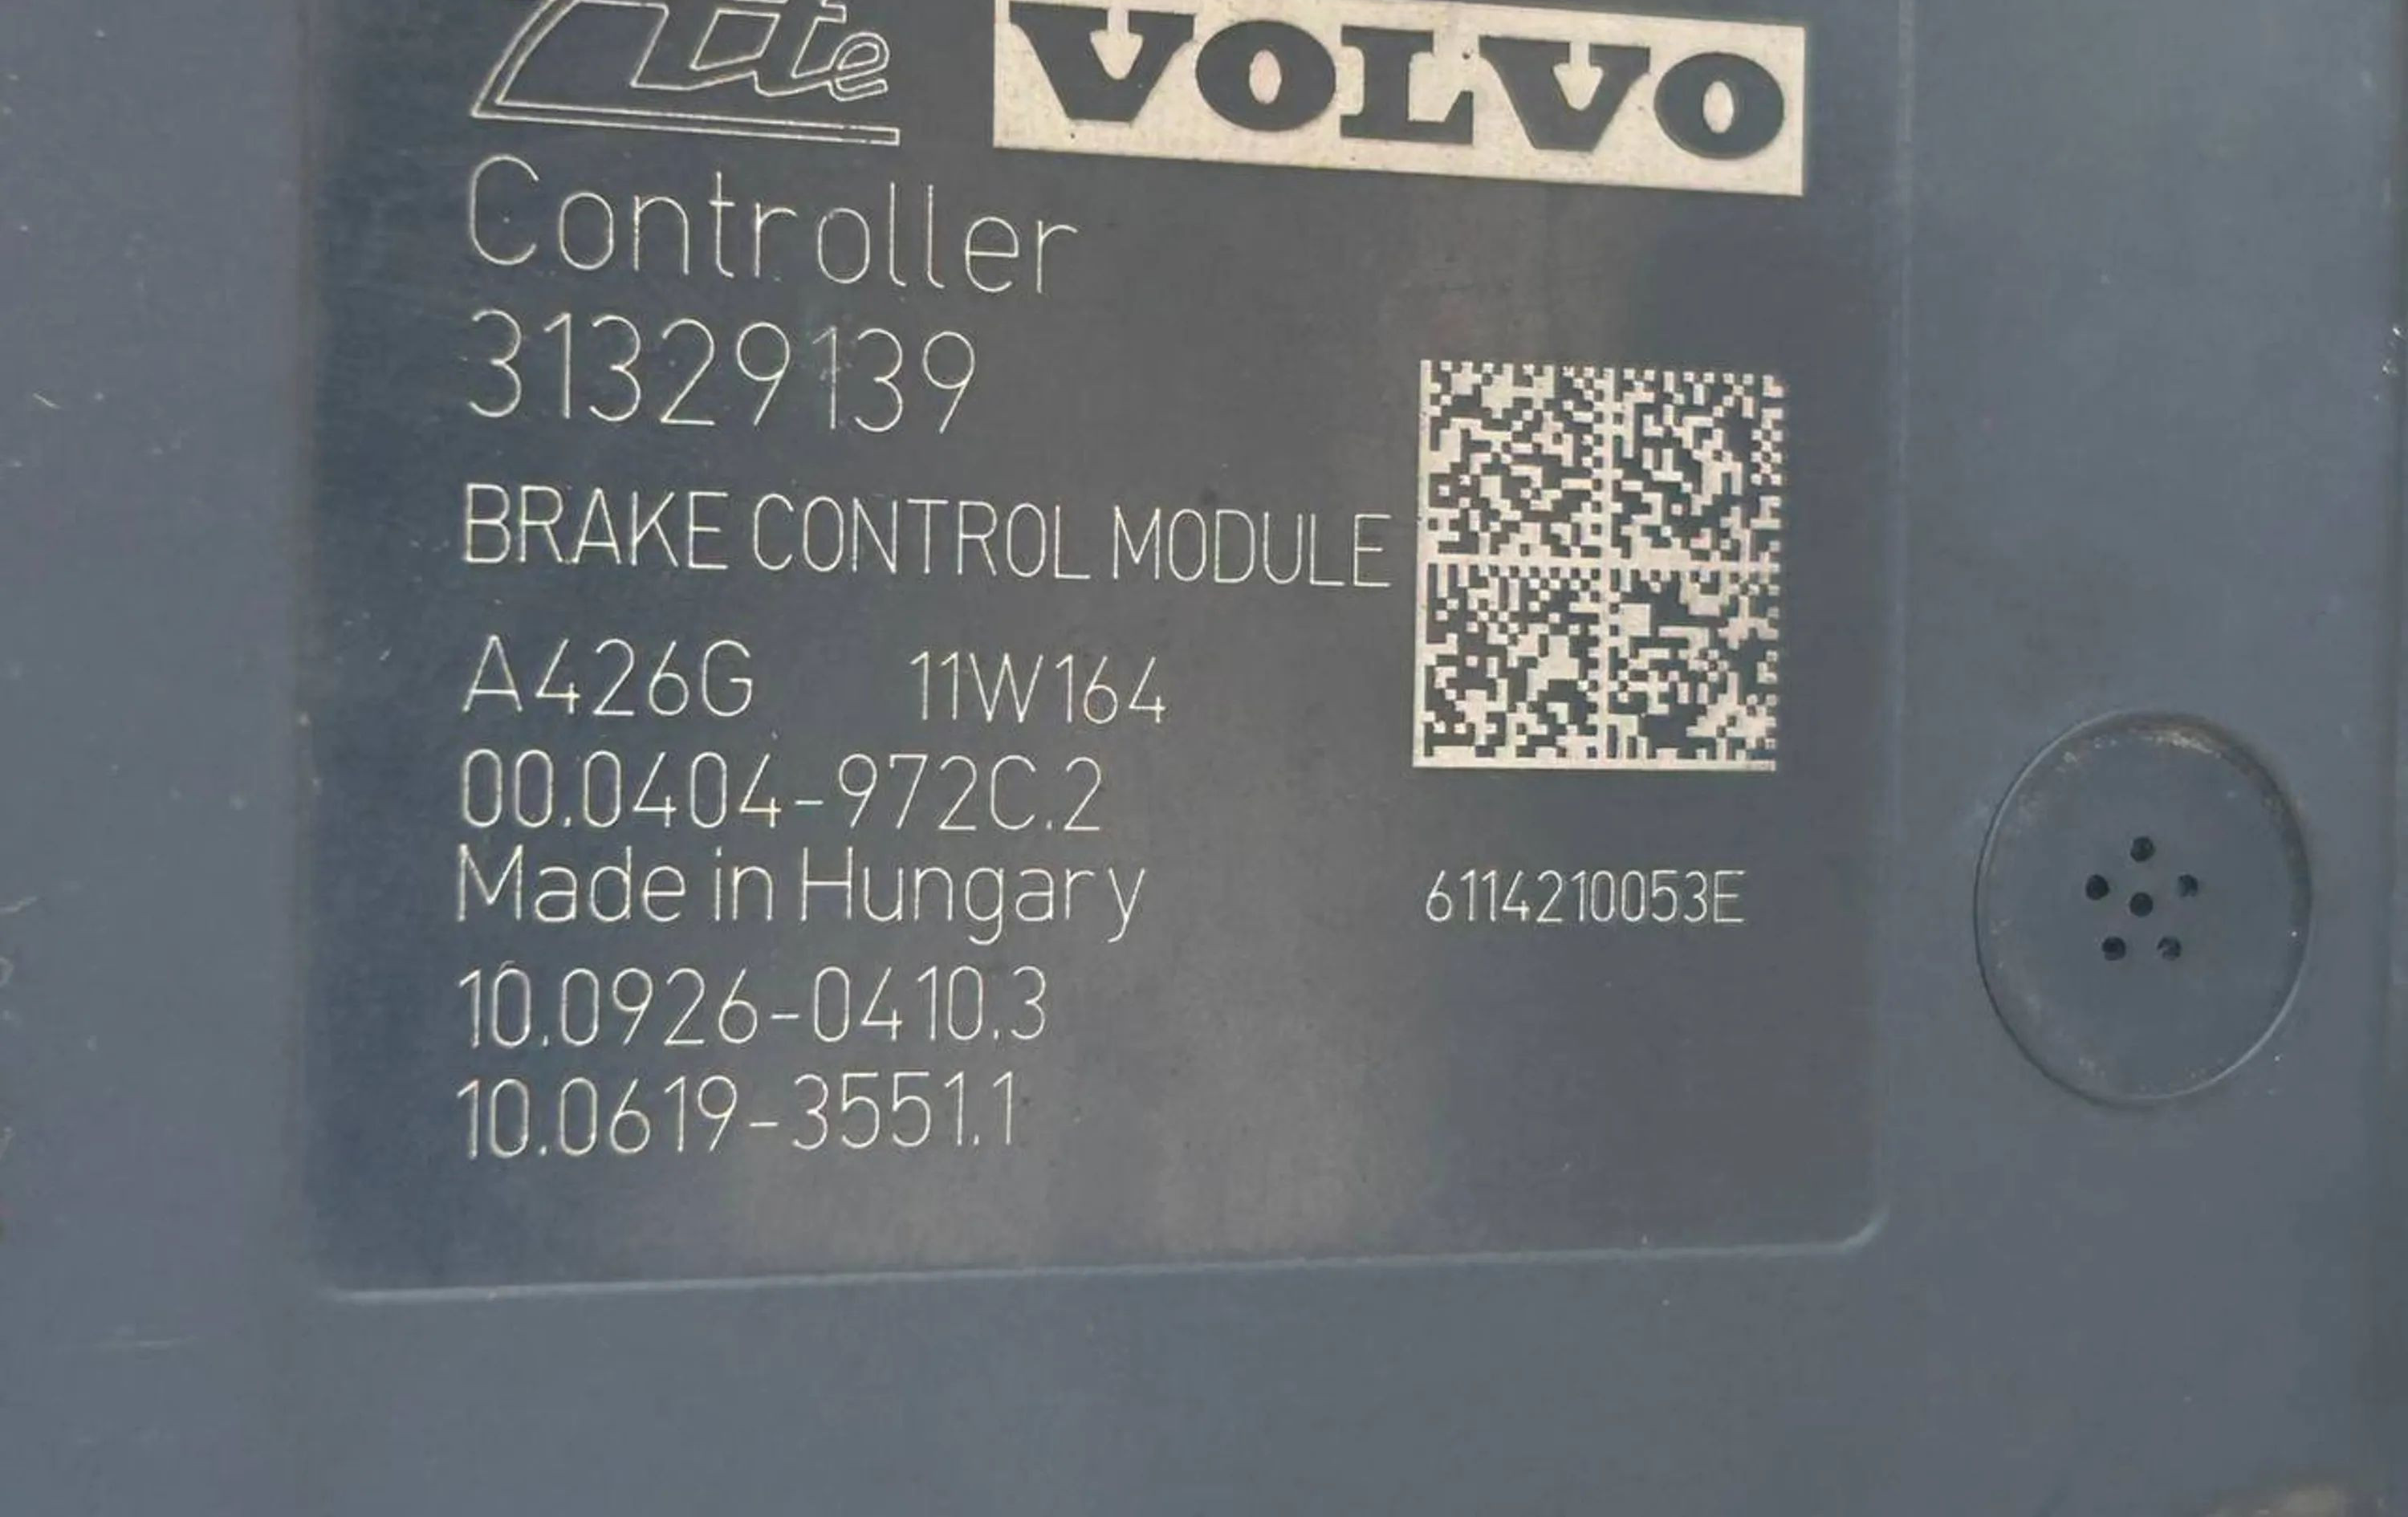 Ate VOLVO
Controller
31329139
BRAKE CONTROL MODULE
A426G 11W164
00.0404-972C.2
Made in Hungary
6114210053E
10.0926-0410.3
10.0619-3551.1